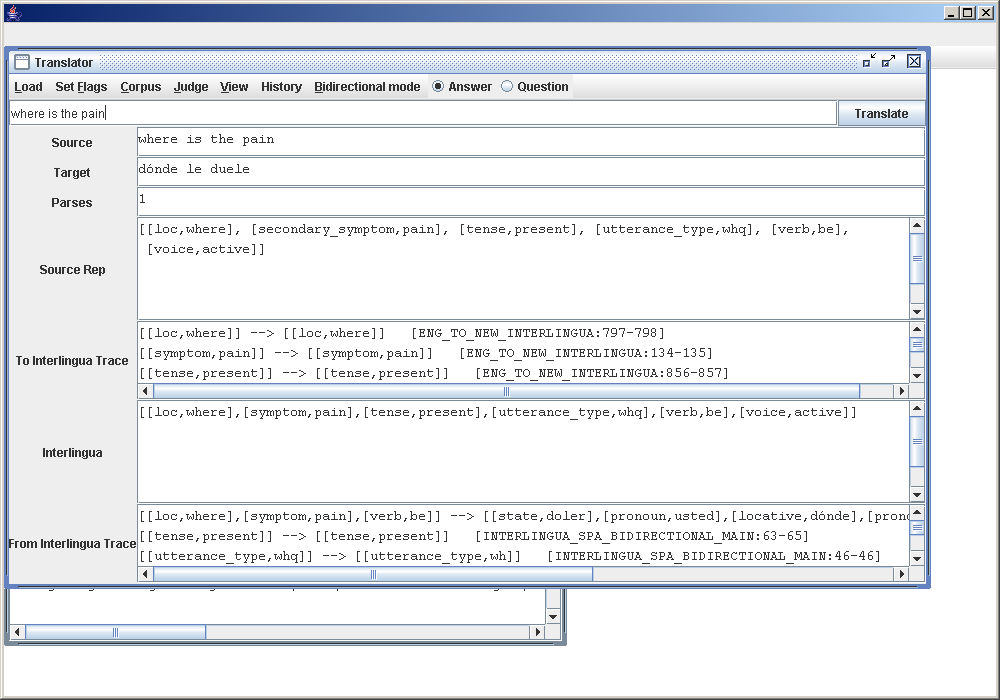 Translator
Load Set Flags Corpus Judge View History Bidirectional mode Answer Question
where is the pain Translate
Source where is the pain
Target dónde le duele
Parses 1
Source Rep
[[loc,where], [secondary_symptom,pain], [tense,present], [utterance_type,whq], [verb,be],
[voice,active]]
To Interlingua Trace
[[loc,where]] --> [[loc,where]] [ENG_TO_NEW_INTERLINGUA:797-798]
[[symptom,pain]] --> [[symptom,pain]] [ENG_TO_NEW_INTERLINGUA:134-135]
[[tense,present]] --> [[tense,present]] [ENG_TO_NEW_INTERLINGUA:856-857]
Interlingua
[[loc,where],[symptom,pain],[tense,present],[utterance_type,whq],[verb,be],[voice,active]]
From Interlingua Trace
[[loc,where],[symptom,pain],[verb,be]] --> [[state,doler],[pronoun,usted],[locative,dónde],
[[tense,present]] --> [[tense,present]] [INTERLINGUA_SPA_BIDIRECTIONAL_MAIN:63-65]
[[utterance_type,whq]] --> [[utterance_type,wh]] [INTERLINGUA_SPA_BIDIRECTIONAL_MAIN:46-46]